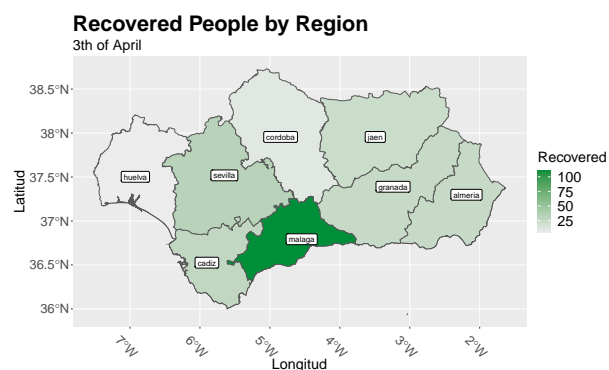 Recovered People by Region
3th of April
38.5°N
38°N
37.5°N
37°N
36.5°N
36°N
Latitud
cordoba
jaen
huelva
sevilla
granada
almeria
malaga
cadiz
Recovered
100
75
50
25
7°W
6°W
5°W
4°W
3°W
2°W
Longitud